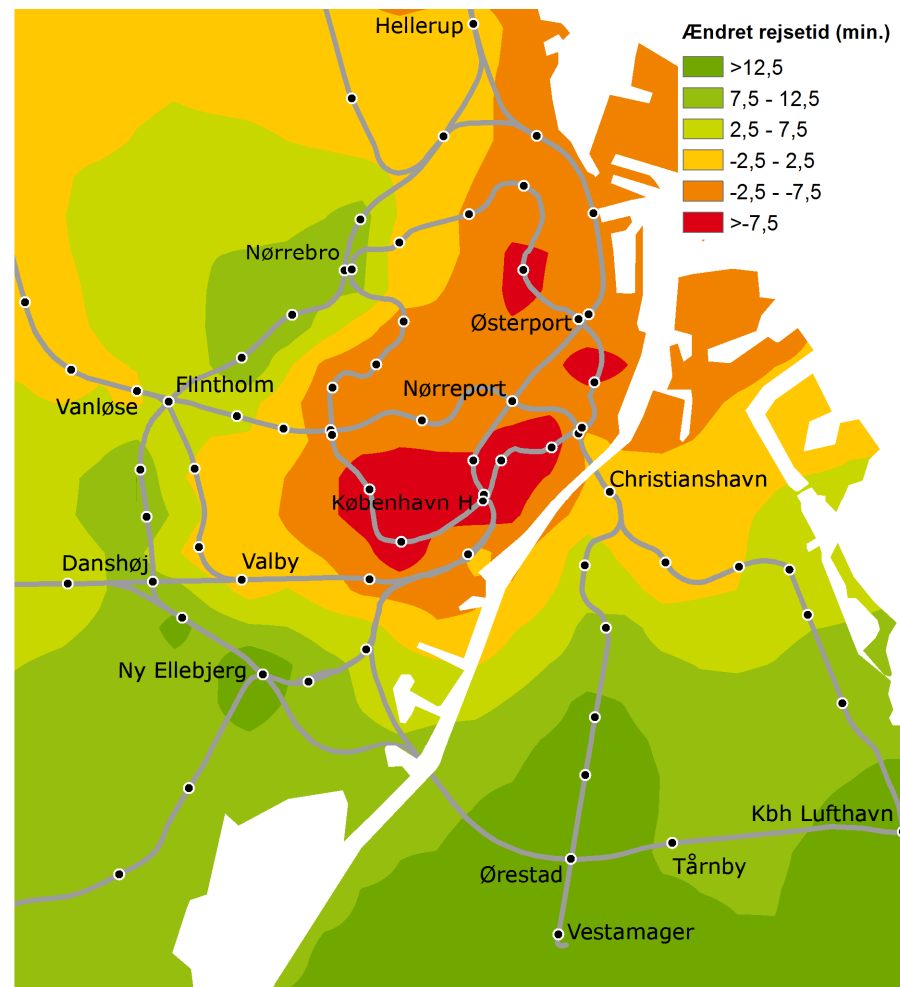 Hellerup
Ændret rejsetid (min.)
>12,5
7,5 - 12,5
2,5 - 7,5
-2,5 - 2,5
-2,5 - -7,5
>-7,5
Nørrebro
Østerport
Flintholm
Nørreport
Vanløse
Christianshavn
København H
Danshøj
Valby
Ny Ellebjerg
Kbh Lufthavn
Tårnby
Ørestad
Vestamager